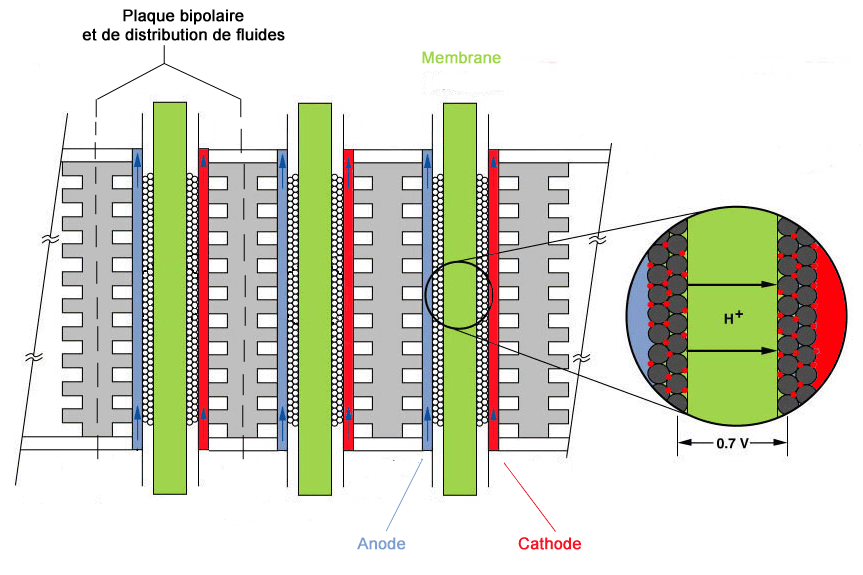 Plaque bipolaire
et de distribution de fluides
Membrane
H+
0.7 V
Anode
Cathode